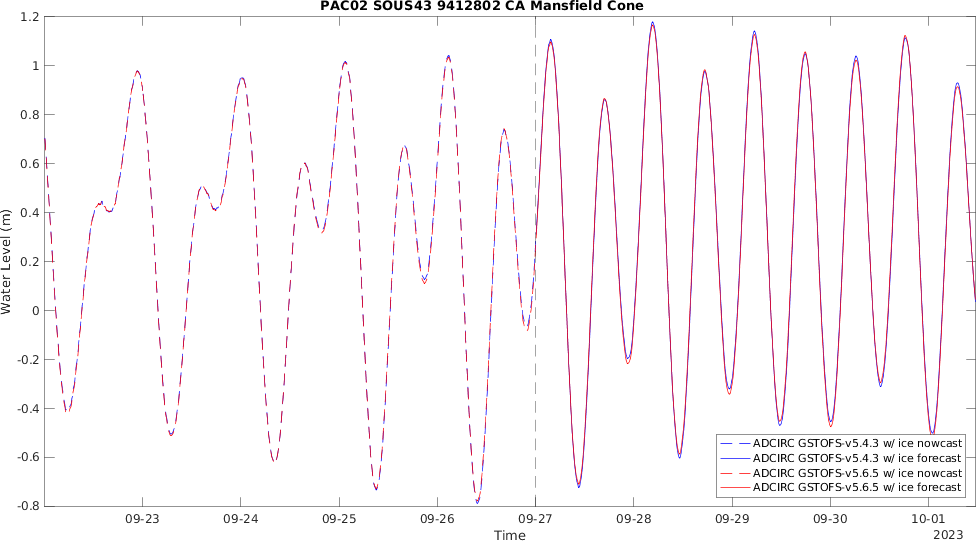 PAC02 SOUS43 9412802 CA Mansfield Cone
1.2
1
0.8
0.6
0.4
0.2
0
-0.2
-0.4
-0.6
-0.8
Water Level (m)
ADCIRC GSTOFS-v5.4.3 w/ ice nowcast
ADCIRC GSTOFS-v5.4.3 w/ ice forecast
ADCIRC GSTOFS-v5.6.5 w/ ice nowcast
ADCIRC GSTOFS-v5.6.5 w/ ice forecast
09-23 09-24 09-25 09-26 09-27 09-28 09-29 09-30 10-01
Time
2023